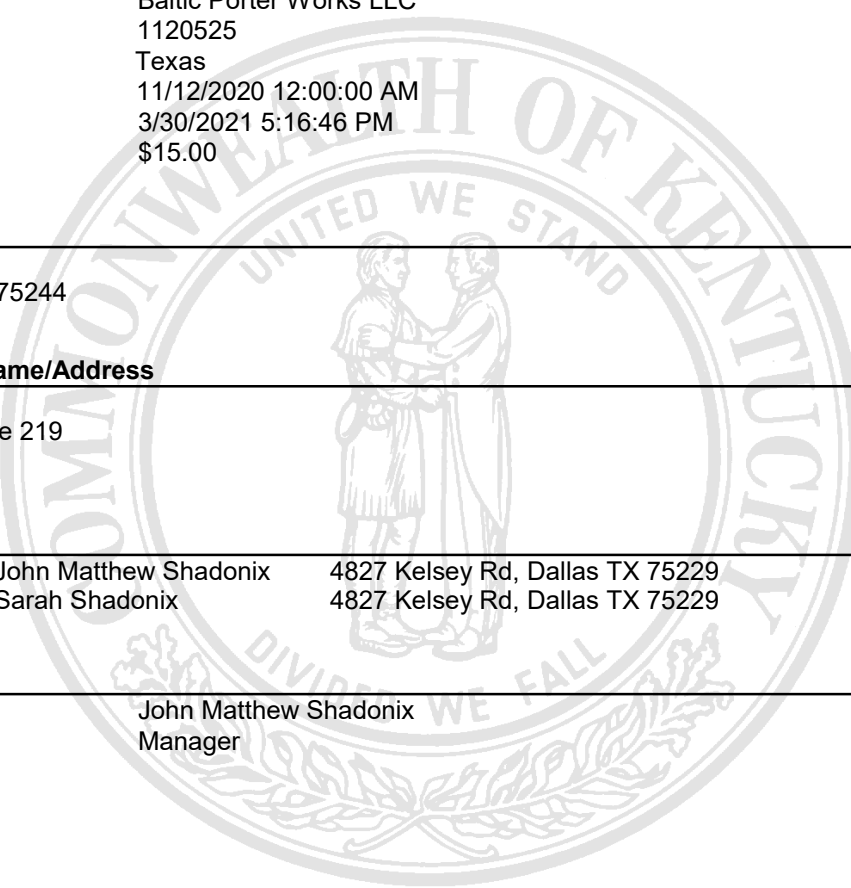 Baltic Porter Works LLC
1120525
Texas
11/12/2020 12:00:00 AM
3/30/2021 5:16:46 PM
$15.00
COMMONWEALTH OF KENTUCKY
UNITED WE STAND
75244
ame/Address
e 219
John Matthew Shadonix 4827 Kelsey Rd, Dallas TX 75229
Sarah Shadonix 4827 Kelsey Rd, Dallas TX 75229
DIVIDED WE FALL
John Matthew Shadonix
Manager